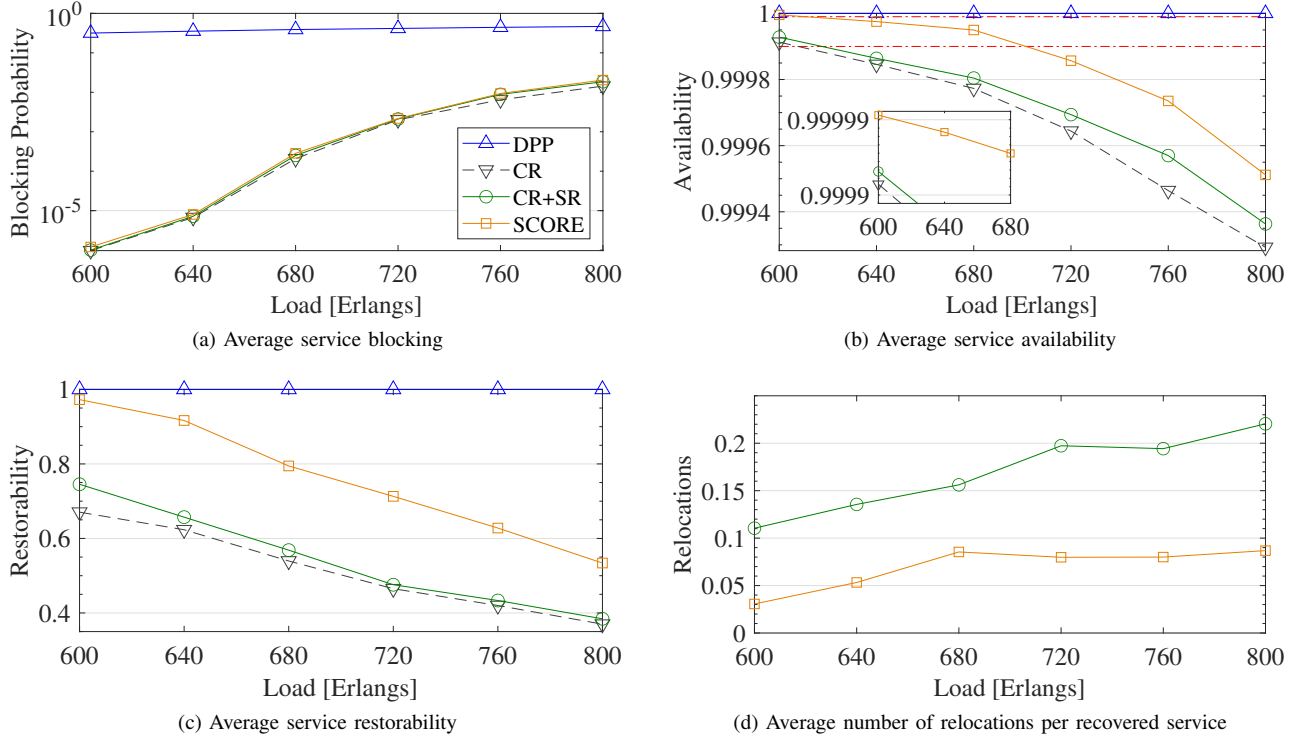 10^0
10^-5
Blocking Probability
DPP
CR
CR+SR
SCORE
600 640 680 720 760 800
Load [Erlangs]
(a) Average service blocking
1
0.9998
0.9996
0.9994
Availability
0.99999
0.9999
600 640 680
600 640 680 720 760 800
Load [Erlangs]
(b) Average service availability
1
0.8
0.6
0.4
Restorability
600 640 680 720 760 800
Load [Erlangs]
(c) Average service restorability
0.2
0.15
0.1
0.05
0
Relocations
600 640 680 720 760 800
Load [Erlangs]
(d) Average number of relocations per recovered service